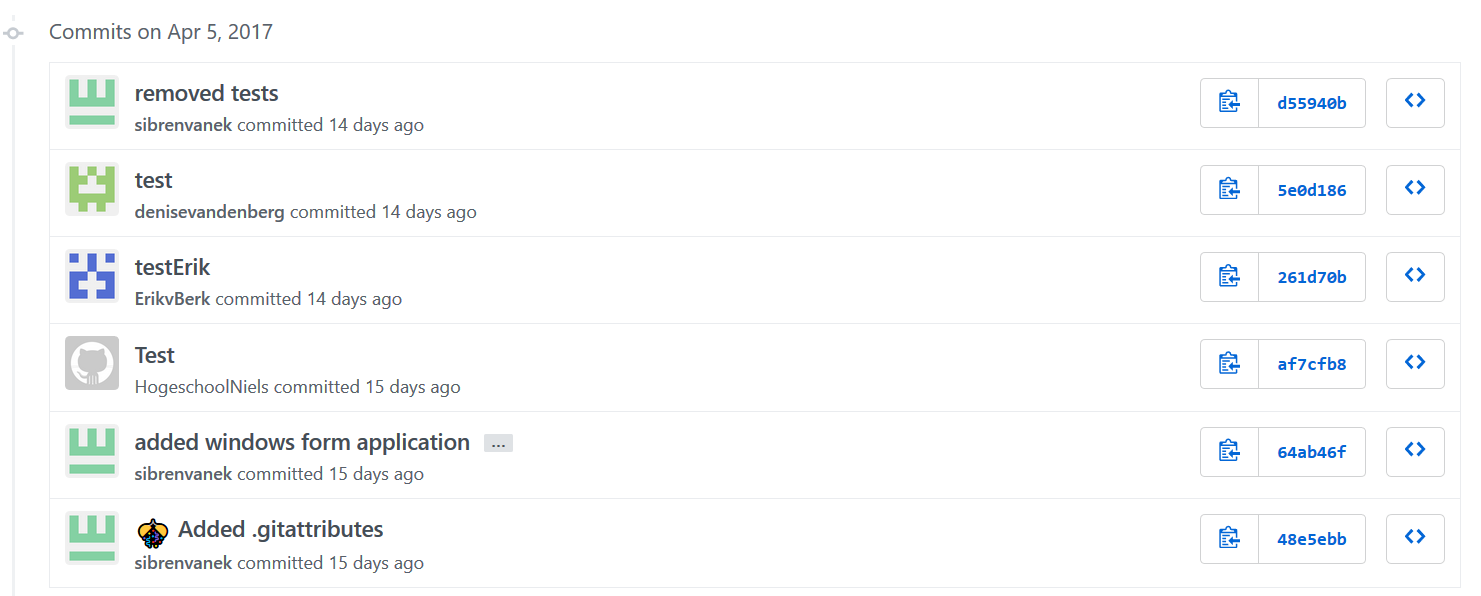 Commits on Apr 5, 2017
removed tests
sibrenvanek committed 14 days ago
d55940b
test
denisevandenberg committed 14 days ago
5e0d186
testErik
ErikvBerk committed 14 days ago
261d70b
Test
HogeschoolNiels committed 15 days ago
af7cfb8
added windows form application ...
sibrenvanek committed 15 days ago
64ab46f
Added .gitattributes
sibrenvanek committed 15 days ago
48e5ebb